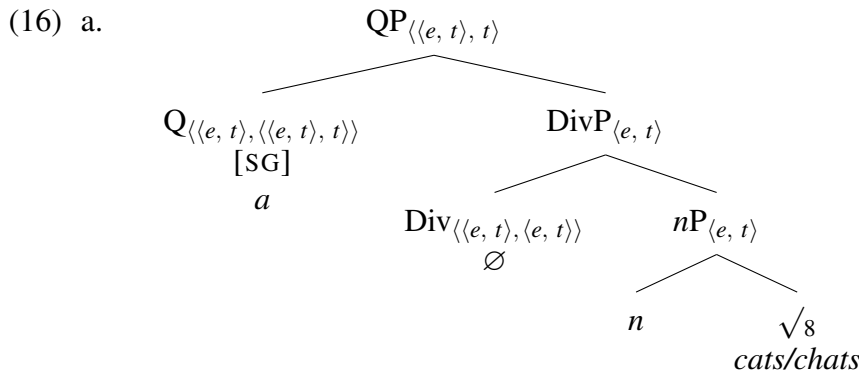 (16) a. QP⟨⟨e, t⟩, t⟩
Q⟨⟨e, t⟩,⟨⟨e, t⟩, t⟩⟩ DivP⟨e, t⟩
[SG]
a
Div⟨⟨e, t⟩,⟨e, t⟩⟩ nP⟨e, t⟩
∅
n √8
cats/chats